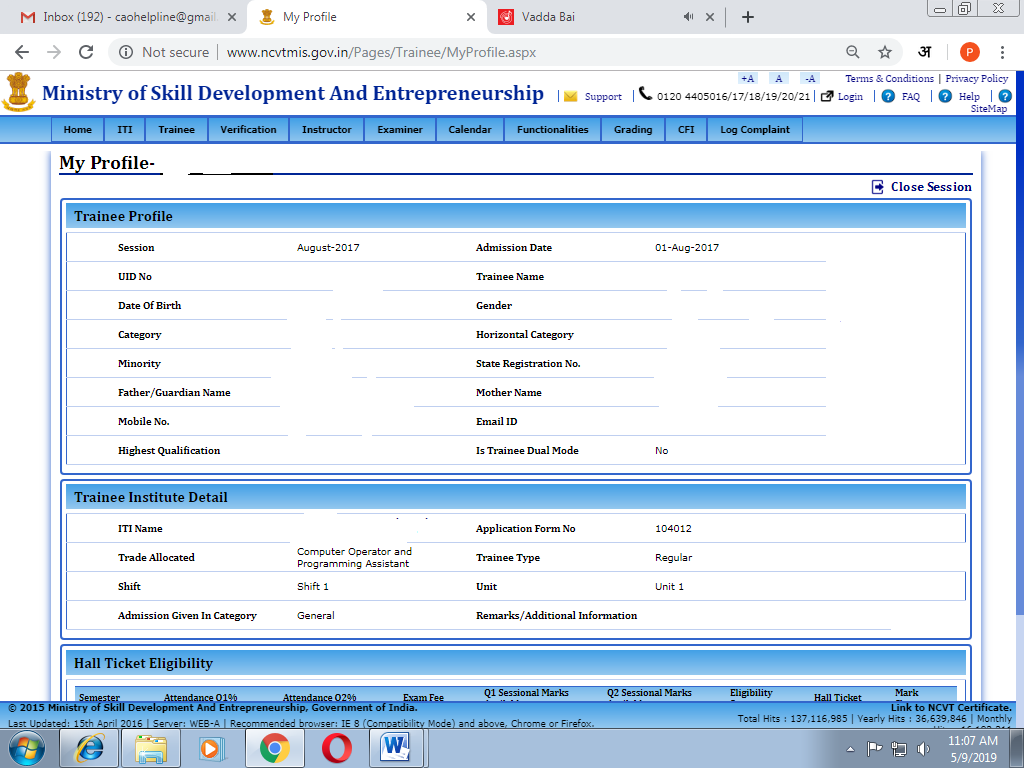 Inbox (192) - caohelpline@gmail.
My Profile
Vadda Bai
Not secure | www.ncvtmis.gov.in/Pages/Trainee/MyProfile.aspx
अ P
+A A -A Terms & Conditions | Privacy Policy
Ministry of Skill Development And Entrepreneurship | Support | 0120 4405016/17/18/19/20/21 | Login | ? FAQ | ? Help | ?
SiteMap
Home ITI Trainee Verification Instructor Examiner Calendar Functionalities Grading CFI Log Complaint
My Profile-
Close Session
Trainee Profile
Session August-2017 Admission Date 01-Aug-2017
UID No Trainee Name
Date Of Birth Gender
Category Horizontal Category
Minority State Registration No.
Father/Guardian Name Mother Name
Mobile No. Email ID
Highest Qualification Is Trainee Dual Mode No
Trainee Institute Detail
ITI Name Application Form No 104012
Trade Allocated Computer Operator and
Programming Assistant Trainee Type Regular
Shift Shift 1 Unit Unit 1
Admission Given In Category General Remarks/Additional Information
Hall Ticket Eligibility
Semester Attendance Q1% Attendance Q2% Exam Fee Q1 Sessional Marks Q2 Sessional Marks Eligibility Hall Ticket Mark
© 2015 Ministry of Skill Development And Entrepreneurship, Government of India. Link to NCVT Certificate.
Last Updated: 15th April 2016 | Server: WEB-A | Recommended browser: IE 8 (Compatibility Mode) and above, Chrome or Firefox. Total Hits : 137,116,985 | Yearly Hits : 36,639,846 | Monthly
11:07 AM
5/9/2019